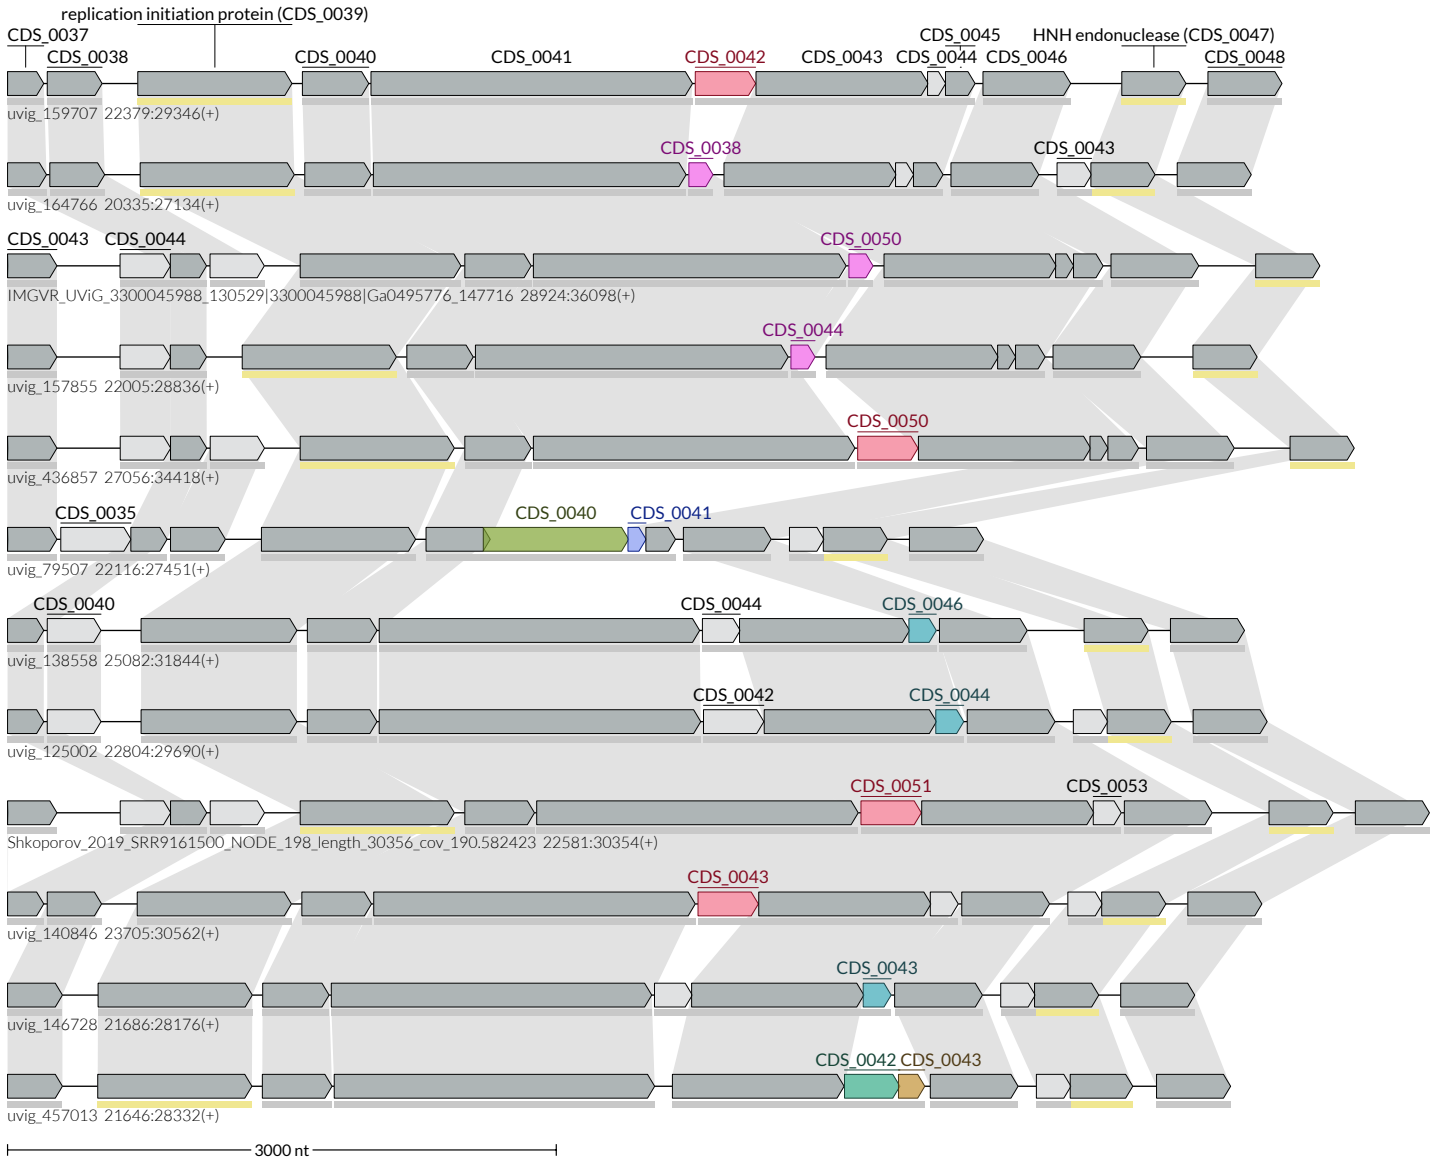 replication initiation protein (CDS_0039)
CDS_0037 CDS_0045 HNH endonuclease (CDS_0047)
CDS_0038 CDS_0040 CDS_0041 CDS_0042 CDS_0043 CDS_0044 CDS_0046 CDS_0048
uvig_159707 22379:29346(+)
CDS_0038 CDS_0043
uvig_164766 20335:27134(+)
CDS_0043 CDS_0044 CDS_0050
IMGVR_UViG_3300045988_130529|3300045988|Ga0495776_147716 28924:36098(+)
CDS_0044
uvig_157855 22005:28836(+)
CDS_0050
uvig_436857 27056:34418(+)
CDS_0035 CDS_0040 CDS_0041
uvig_79507 22116:27451(+)
CDS_0040 CDS_0044 CDS_0046
uvig_138558 25082:31844(+)
CDS_0042 CDS_0044
uvig_125002 22804:29690(+)
CDS_0051 CDS_0053
Shkoporov_2019_SRR9161500_NODE_198_length_30356_cov_190.582423 22581:30354(+)
CDS_0043
uvig_140846 23705:30562(+)
CDS_0043
uvig_146728 21686:28176(+)
CDS_0042 CDS_0043
uvig_457013 21646:28332(+)
3000 nt